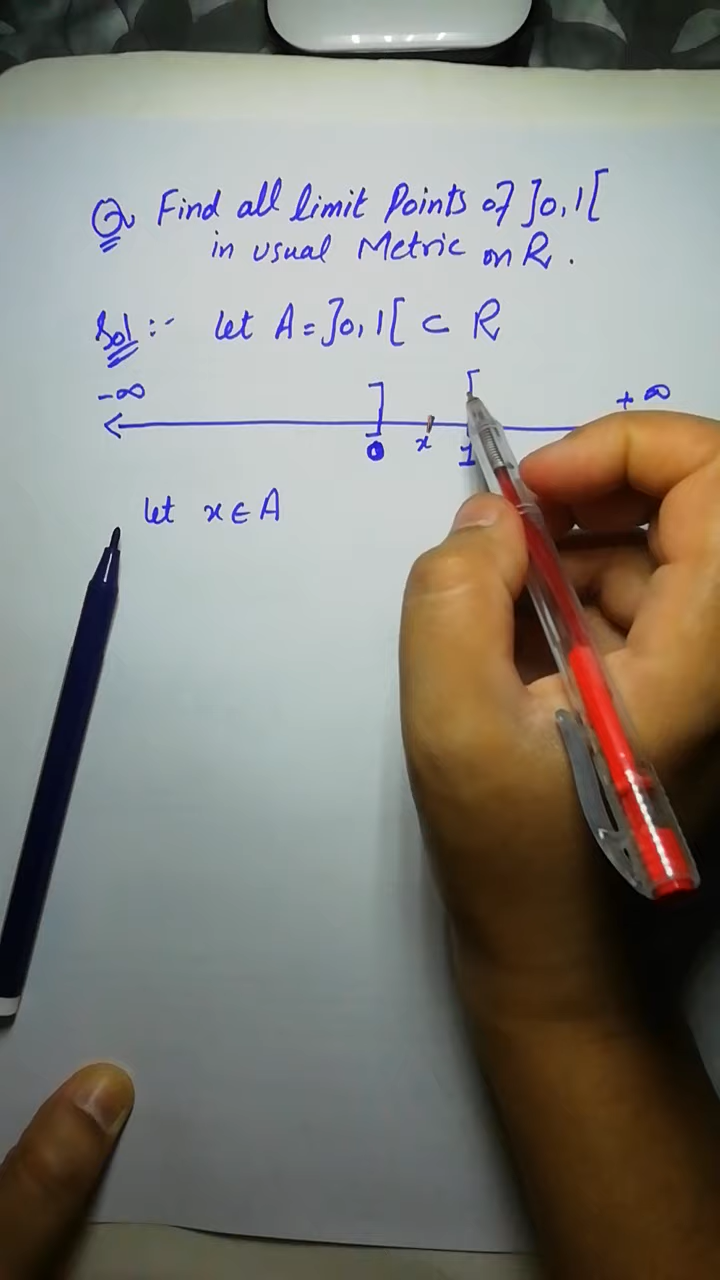 Q Find all limit Points of ]0,1[
in usual Metric on R.
Sol :- let A = ]0,1[ ⊂ R
-∞ ] [ +∞
0 x 1
let x ∈ A